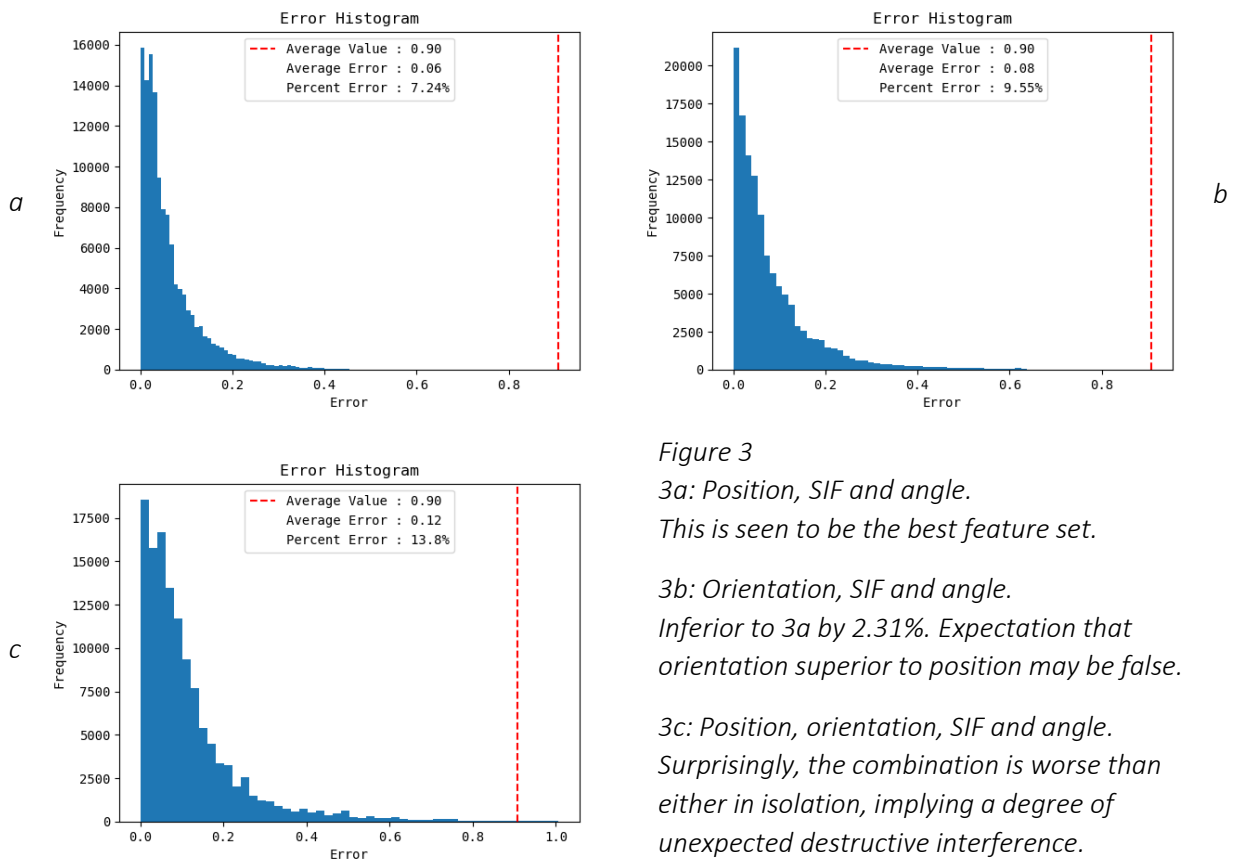 Error Histogram
Average Value : 0.90
Average Error : 0.06
Percent Error : 7.24%
16000
14000
12000
10000
8000
6000
4000
2000
0
Frequency
0.0 0.2 0.4 0.6 0.8
Error
a
Error Histogram
Average Value : 0.90
Average Error : 0.08
Percent Error : 9.55%
20000
17500
15000
12500
10000
7500
5000
2500
0
Frequency
0.0 0.2 0.4 0.6 0.8
Error
b
Error Histogram
Average Value : 0.90
Average Error : 0.12
Percent Error : 13.8%
17500
15000
12500
10000
7500
5000
2500
0
Frequency
0.0 0.2 0.4 0.6 0.8 1.0
Error
c
Figure 3
3a: Position, SIF and angle.
This is seen to be the best feature set.
3b: Orientation, SIF and angle.
Inferior to 3a by 2.31%. Expectation that
orientation superior to position may be false.
3c: Position, orientation, SIF and angle.
Surprisingly, the combination is worse than
either in isolation, implying a degree of
unexpected destructive interference.